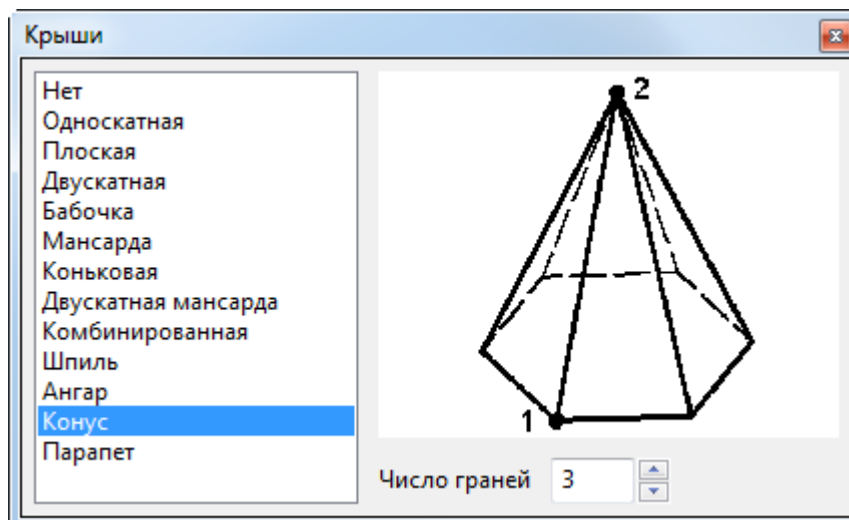 Крыши
Нет
Односкатная
Плоская
Двускатная
Бабочка
Мансарда
Коньковая
Двускатная мансарда
Комбинированная
Шпиль
Ангар
Конус
Парапет
2
1
Число граней 3